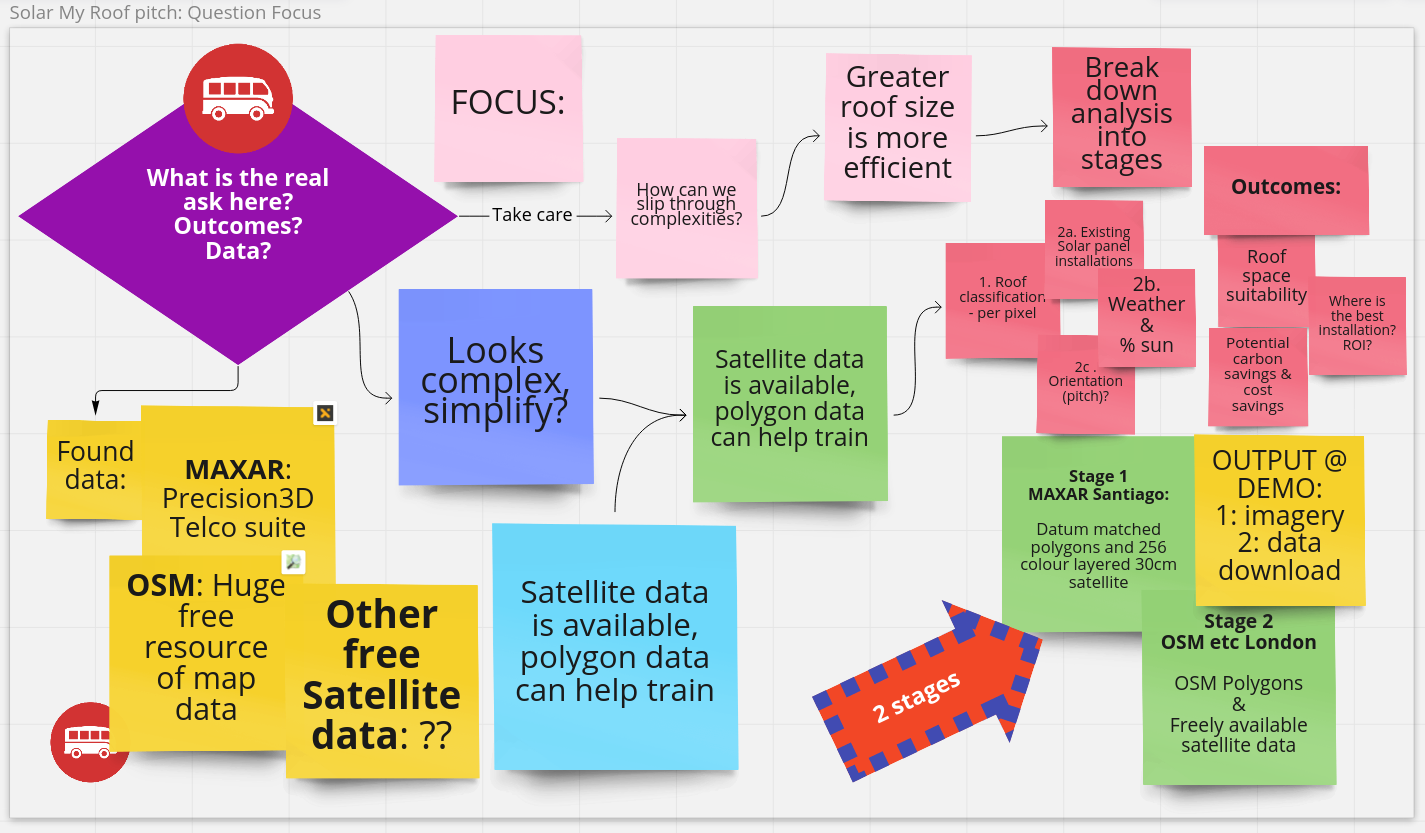 Solar My Roof pitch: Question Focus
What is the real
ask here?
Outcomes?
Data?
FOCUS:
Take care
How can we
slip through
complexities?
Greater
roof size
is more
efficient
Break
down
analysis
into
stages
Outcomes:
Roof
space
suitability
Where is
the best
installation?
ROI?
Potential
carbon
savings &
cost
savings
1. Roof
classification
- per pixel
2a. Existing
Solar panel
installations
2b.
Weather
&
% sun
2c .
Orientation
(pitch)?
Looks
complex,
simplify?
Satellite data
is available,
polygon data
can help train
Found
data:
MAXAR:
Precision3D
Telco suite
OSM: Huge
free
resource
of map
data
Other
free
Satellite
data: ??
Satellite data
is available,
polygon data
can help train
2 stages
Stage 1
MAXAR Santiago:
Datum matched
polygons and 256
colour layered 30cm
satellite
OUTPUT @
DEMO:
1: imagery
2: data
download
Stage 2
OSM etc London
OSM Polygons
&
Freely available
satellite data